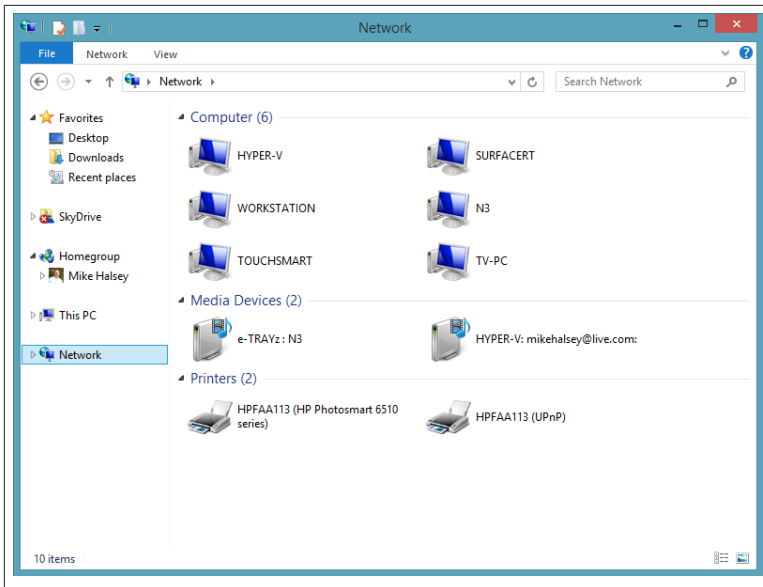 Network
File Network View
Network
Search Network
Favorites
Desktop
Downloads
Recent places
SkyDrive
Homegroup
Mike Halsey
This PC
Network
Computer (6)
HYPER-V
SURFACERT
WORKSTATION
N3
TOUCHSMART
TV-PC
Media Devices (2)
e-TRAYz : N3
HYPER-V: mikehalsey@live.com:
Printers (2)
HPFAA113 (HP Photosmart 6510
series)
HPFAA113 (UPnP)
10 items